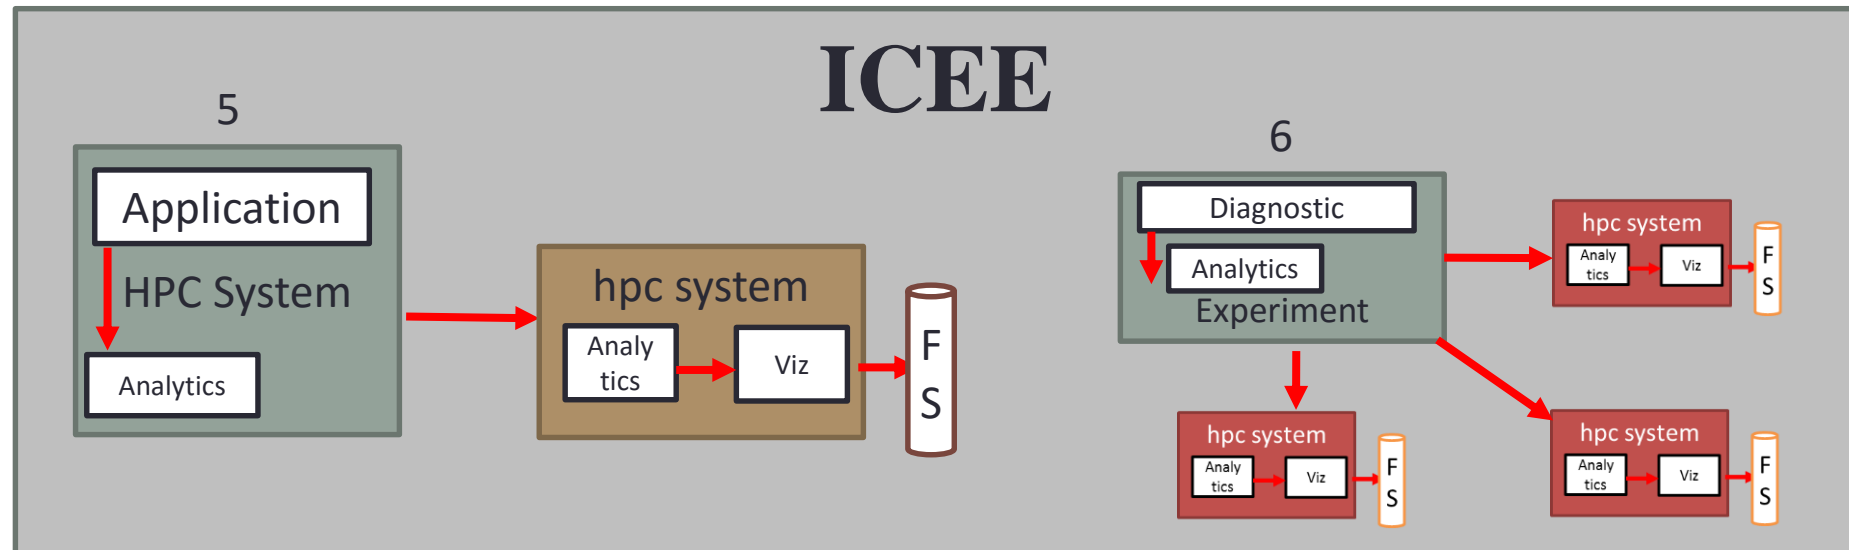 ICEE
5
Application
HPC System
Analytics
hpc system
Analy
tics
Viz
F
S
6
Diagnostic
Analytics
Experiment
hpc system
Analy
tics
Viz
F
S
hpc system
Analy
tics
Viz
F
S
hpc system
Analy
tics
Viz
F
S